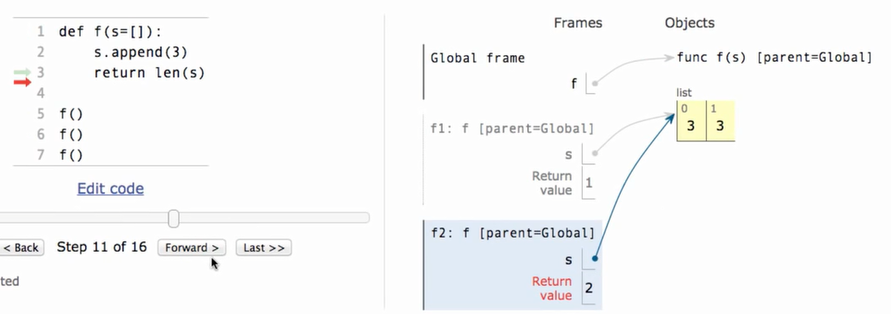 Frames
Objects
1 def f(s=[]):
2 s.append(3)
3 return len(s)
4
5 f()
6 f()
7 f()
Edit code
< Back
Step 11 of 16
Forward >
Last >>
ted
Global frame
f
func f(s) [parent=Global]
list
0 1
3 3
f1: f [parent=Global]
s
Return
value
1
f2: f [parent=Global]
s
Return
value
2